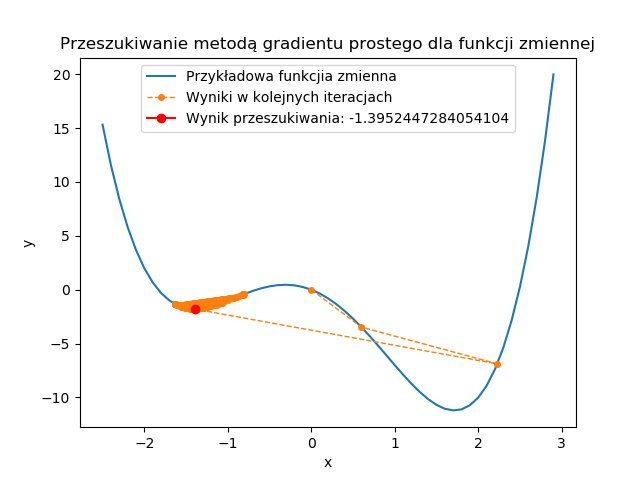 Przeszukiwanie metodą gradientu prostego dla funkcji zmiennej
Przykładowa funkcjia zmienna
Wyniki w kolejnych iteracjach
Wynik przeszukiwania: -1.3952447284054104
20
15
10
5
0
−5
−10
y
−2
−1
0
1
2
3
x